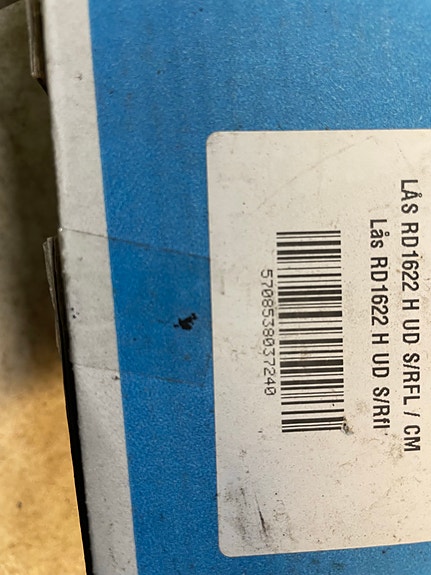 LÅS RD1622 H UD S/RFL / CM
Lås RD1622 H UD S/Rfl
5708538037240